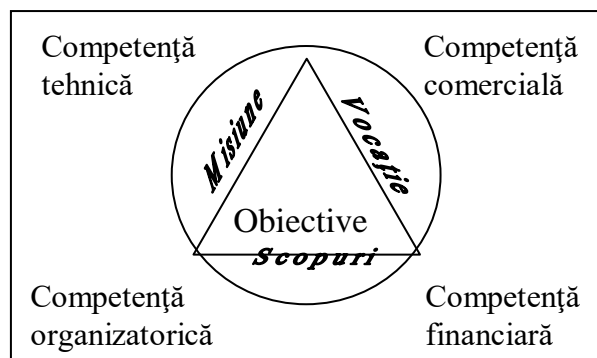 Competenţă
tehnică
Competenţă
comercială
Misiune
Vocaţie
Obiective
Scopuri
Competenţă
organizatorică
Competenţă
financiară